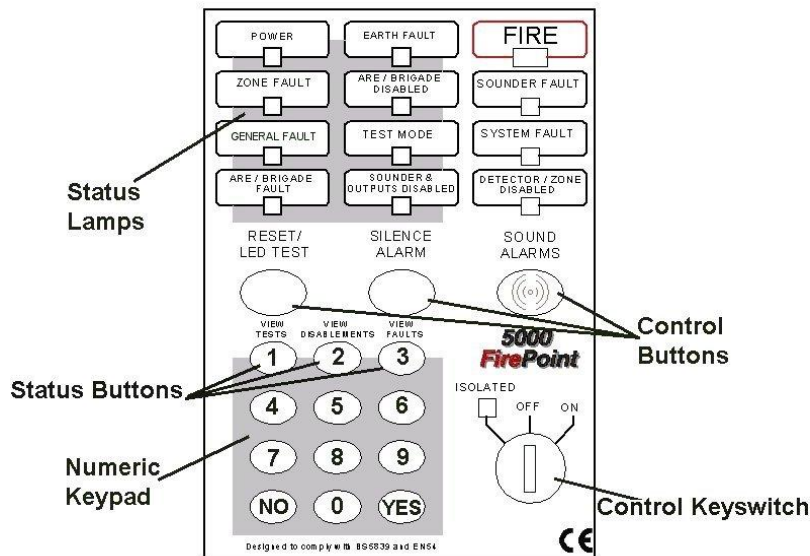 POWER
EARTH FAULT
FIRE
ZONE FAULT
ARE / BRIGADE
DISABLED
SOUNDER FAULT
GENERAL FAULT
TEST MODE
SYSTEM FAULT
ARE / BRIGADE
FAULT
SOUNDER &
OUTPUTS DISABLED
DETECTOR / ZONE
DISABLED
Status
Lamps
RESET/
LED TEST
SILENCE
ALARM
SOUND
ALARMS
Control
Buttons
VIEW
TESTS
VIEW
DISABLEMENTS
VIEW
FAULTS
5000
FirePoint
Status Buttons
1
2
3
4
5
6
7
8
9
NO
0
YES
Numeric
Keypad
ISOLATED
OFF
ON
Control Keyswitch
Designed to comply with BS5839 and EN54
CE